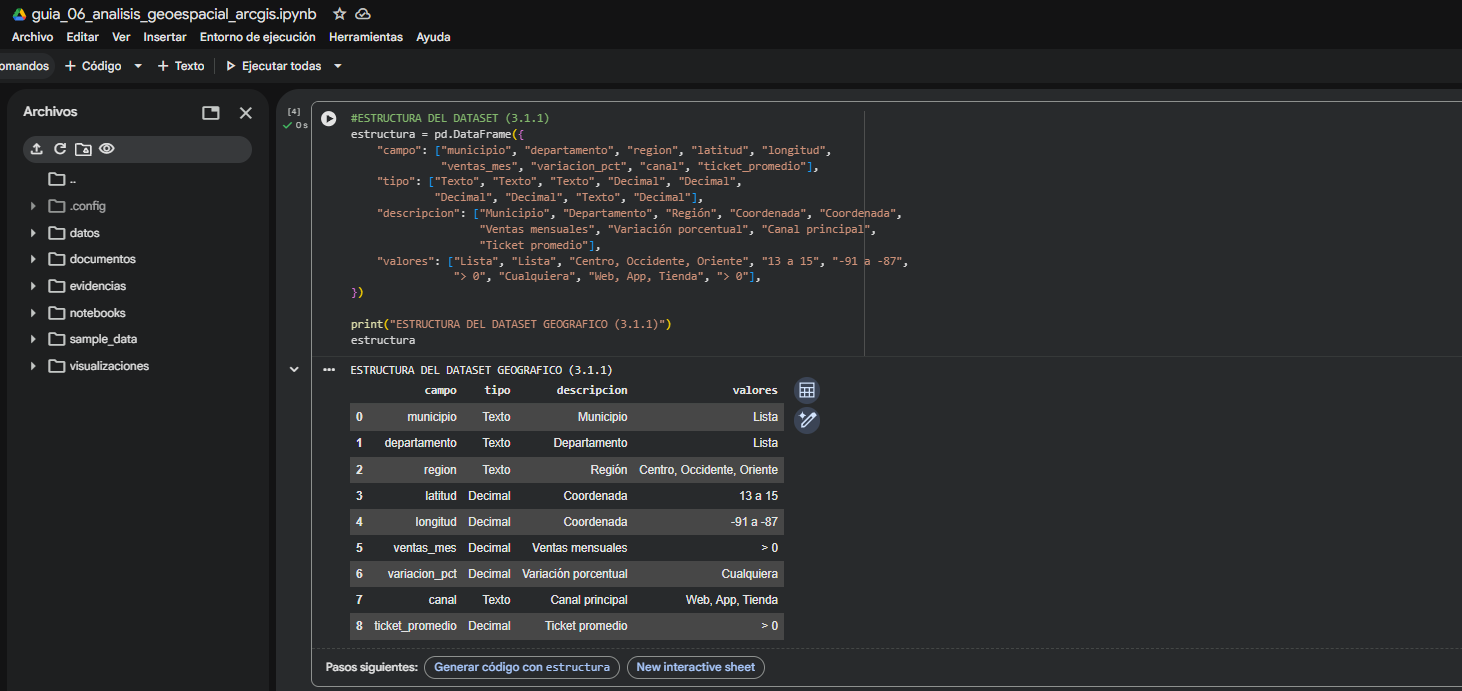 guia_06_analisis_geoespacial_arcgis.ipynb
Archivo Editar Ver Insertar Entorno de ejecución Herramientas Ayuda
omandos + Código + Texto Ejecutar todas
Archivos
..
.config
datos
documentos
evidencias
notebooks
sample_data
visualizaciones
[4]
0s
#ESTRUCTURA DEL DATASET (3.1.1)
estructura = pd.DataFrame({
    "campo": ["municipio", "departamento", "region", "latitud", "longitud",
              "ventas_mes", "variacion_pct", "canal", "ticket_promedio"],
    "tipo": ["Texto", "Texto", "Texto", "Decimal", "Decimal",
             "Decimal", "Decimal", "Texto", "Decimal"],
    "descripcion": ["Municipio", "Departamento", "Región", "Coordenada", "Coordenada",
                    "Ventas mensuales", "Variación porcentual", "Canal principal",
                    "Ticket promedio"],
    "valores": ["Lista", "Lista", "Centro, Occidente, Oriente", "13 a 15", "-91 a -87",
                "> 0", "Cualquiera", "Web, App, Tienda", "> 0"],
})
print("ESTRUCTURA DEL DATASET GEOGRAFICO (3.1.1)")
estructura
ESTRUCTURA DEL DATASET GEOGRAFICO (3.1.1)
campo tipo descripcion valores
0 municipio Texto Municipio Lista
1 departamento Texto Departamento Lista
2 region Texto Región Centro, Occidente, Oriente
3 latitud Decimal Coordenada 13 a 15
4 longitud Decimal Coordenada -91 a -87
5 ventas_mes Decimal Ventas mensuales > 0
6 variacion_pct Decimal Variación porcentual Cualquiera
7 canal Texto Canal principal Web, App, Tienda
8 ticket_promedio Decimal Ticket promedio > 0
Pasos siguientes: Generar código con estructura New interactive sheet